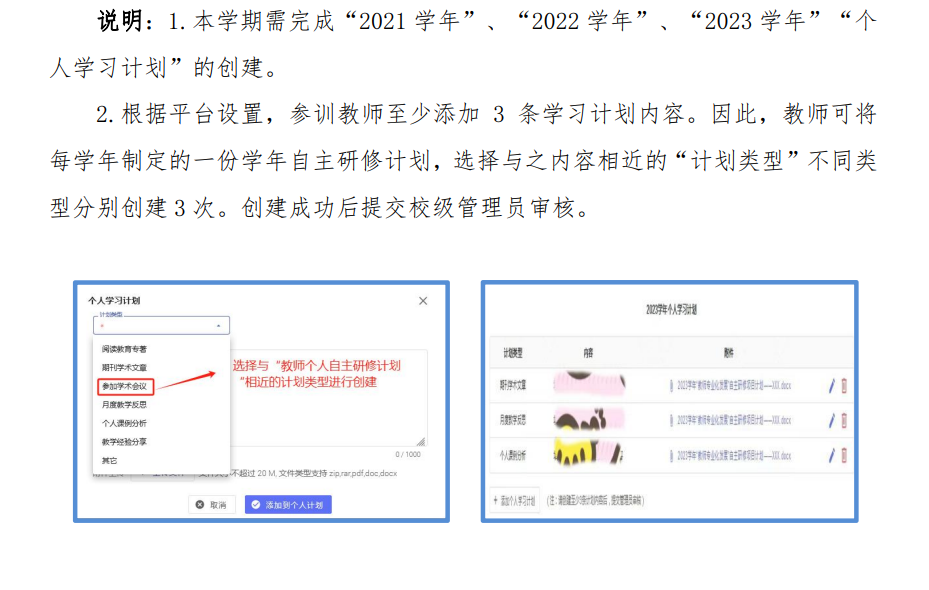 说明：1.本学期需完成“2021 学年”、“2022 学年”、“2023 学年”“个
人学习计划”的创建。
2.根据平台设置，参训教师至少添加 3 条学习计划内容。因此，教师可将
每学年制定的一份学年自主研修计划，选择与之内容相近的“计划类型”不同类
型分别创建 3 次。创建成功后提交校级管理员审核。
个人学习计划
计划类型
阅读教育专著
期刊学术文章
参加学术会议
月度教学反思
个人课例分析
教学经验分享
其它
选择与“教师个人自主研修计划
”相近的计划类型进行创建
0 / 1000
不超过 20 M, 文件类型支持 zip,rar,pdf,doc,docx
取消
添加到个人计划
2023学年个人学习计划
计划类型 内容 附件
期刊学术文章 2023学年“教师专业化发展”自主研修项目计划——XXX.docx
月度教学反思 2023学年“教师专业化发展”自主研修项目计划——XXX.docx
个人课例分析 2023学年“教师专业化发展”自主研修项目计划——XXX.docx
+ 添加个人学习计划